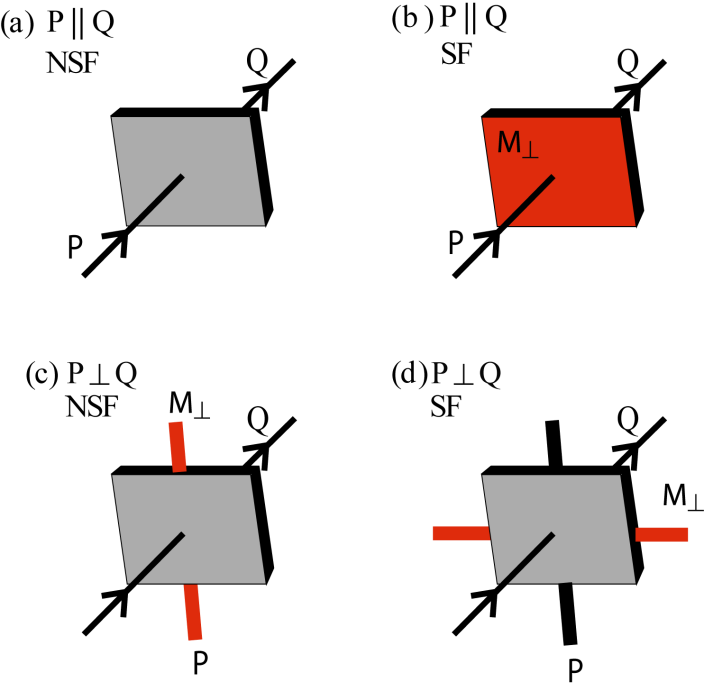 (a) P || Q
NSF
Q
P
(b) P || Q
SF
Q
M⊥
P
(c) P ⊥ Q
NSF
M⊥
Q
P
(d) P ⊥ Q
SF
Q
M⊥
P